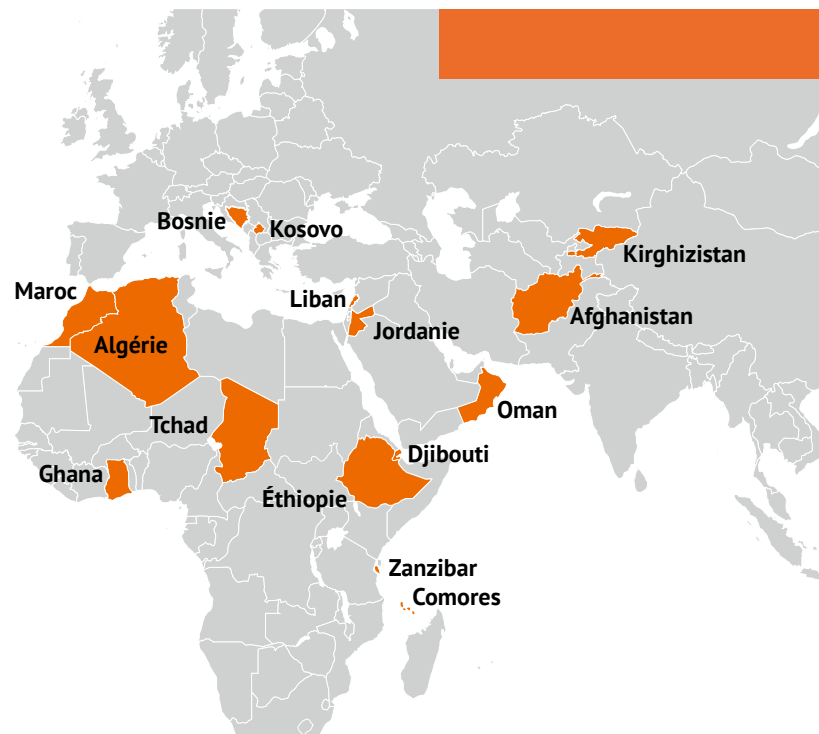 Bosnie
Kosovo
Kirghizistan
Maroc
Liban
Afghanistan
Jordanie
Algérie
Oman
Tchad
Djibouti
Ghana
Éthiopie
Zanzibar
Comores